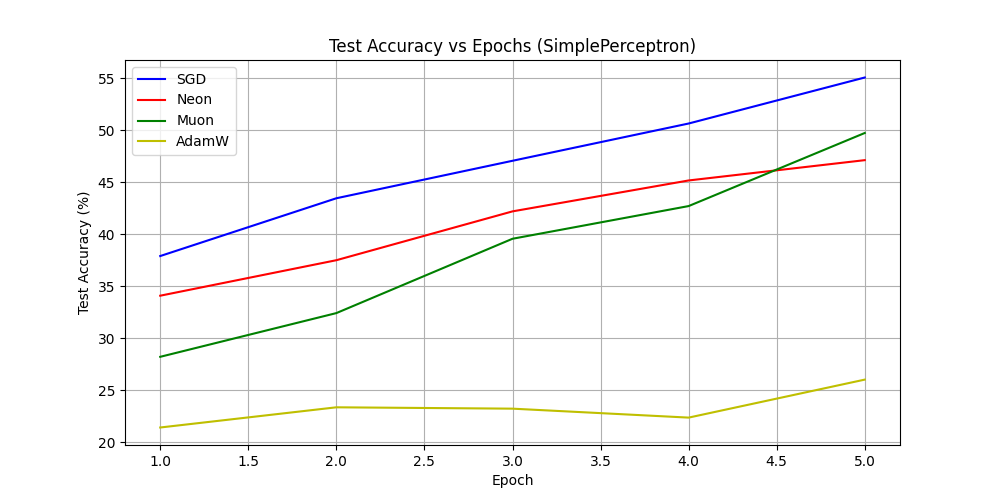 Test Accuracy vs Epochs (SimplePerceptron)
SGD
Neon
Muon
AdamW
Test Accuracy (%)
55
50
45
40
35
30
25
20
1.0 1.5 2.0 2.5 3.0 3.5 4.0 4.5 5.0
Epoch